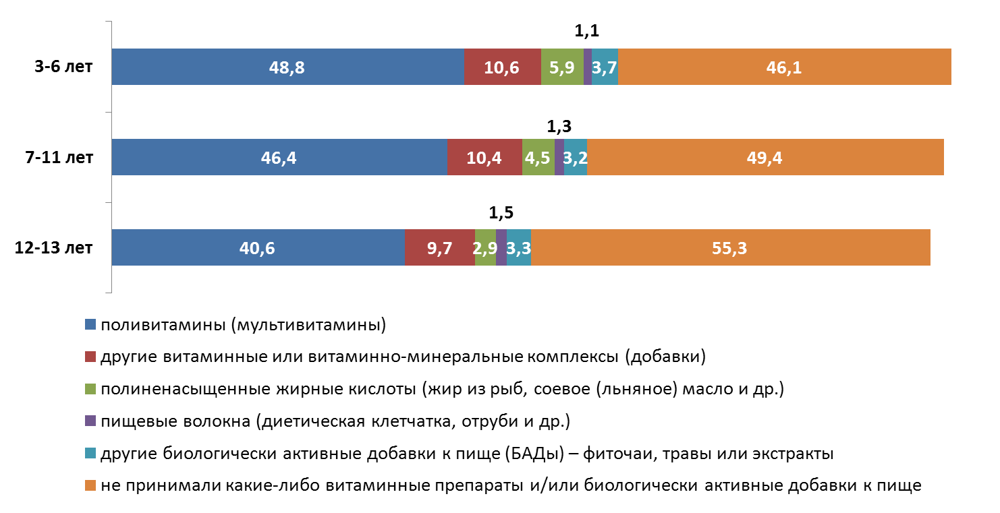 1,1
3-6 лет 48,8 10,6 5,9 3,7 46,1
1,3
7-11 лет 46,4 10,4 4,5 3,2 49,4
1,5
12-13 лет 40,6 9,7 2,9 3,3 55,3
поливитамины (мультивитамины)
другие витаминные или витаминно-минеральные комплексы (добавки)
полиненасыщенные жирные кислоты (жир из рыб, соевое (льняное) масло и др.)
пищевые волокна (диетическая клетчатка, отруби и др.)
другие биологически активные добавки к пище (БАДы) – фиточаи, травы или экстракты
не принимали какие-либо витаминные препараты и/или биологически активные добавки к пище